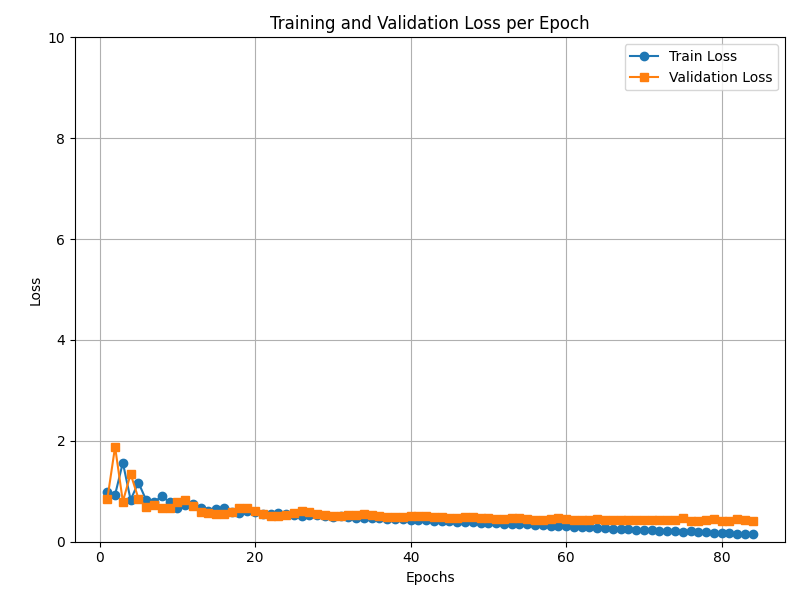 Training and Validation Loss per Epoch
Train Loss
Validation Loss
10
8
6
4
2
0
Loss
0 20 40 60 80
Epochs